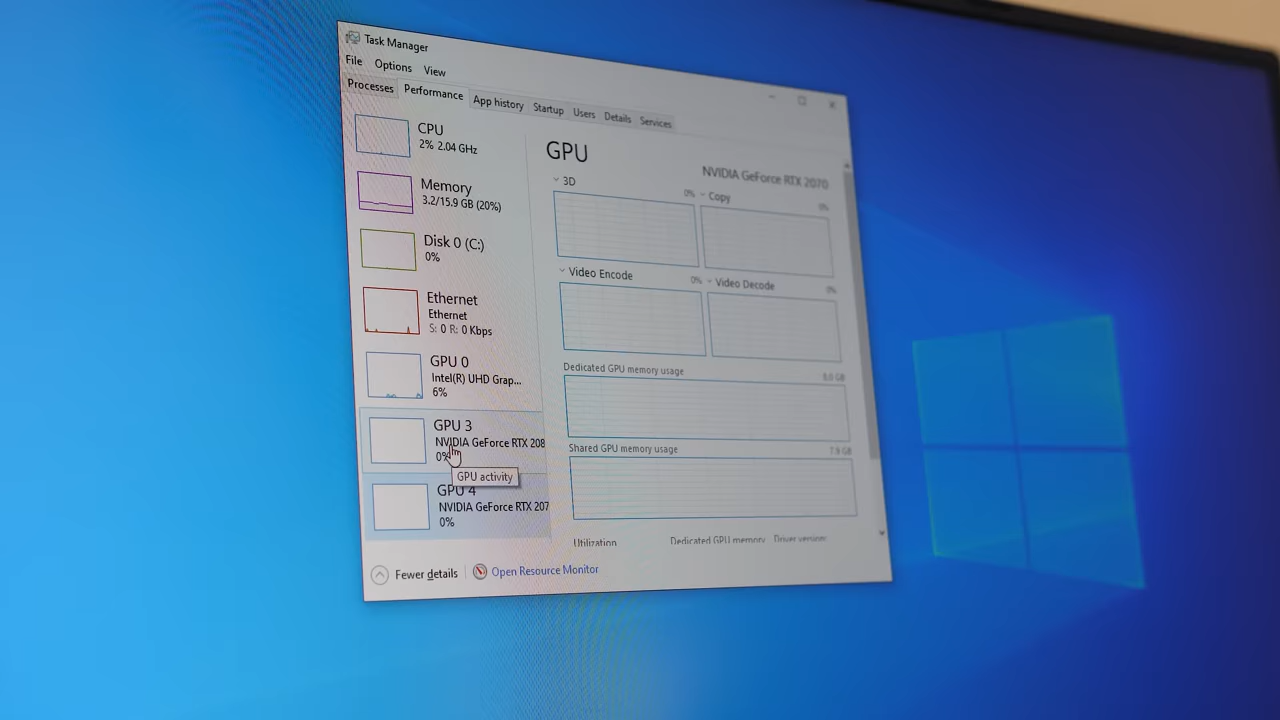 Task Manager
File Options View
Processes Performance App history Startup Users Details Services
CPU
2% 2.04 GHz
Memory
3.2/15.9 GB (20%)
Disk 0 (C:)
0%
Ethernet
Ethernet
S: 0 R: 0 Kbps
GPU 0
Intel(R) UHD Grap...
6%
GPU 3
NVIDIA GeForce RTX 208
0%
GPU activity
GPU 4
NVIDIA GeForce RTX 207
0%
GPU
NVIDIA GeForce RTX 2070
3D 0% Copy 0%
Video Encode 0% Video Decode 0%
Dedicated GPU memory usage 8.0 GB
Shared GPU memory usage 7.9 GB
Utilization Dedicated GPU memory Driver version:
Fewer details Open Resource Monitor